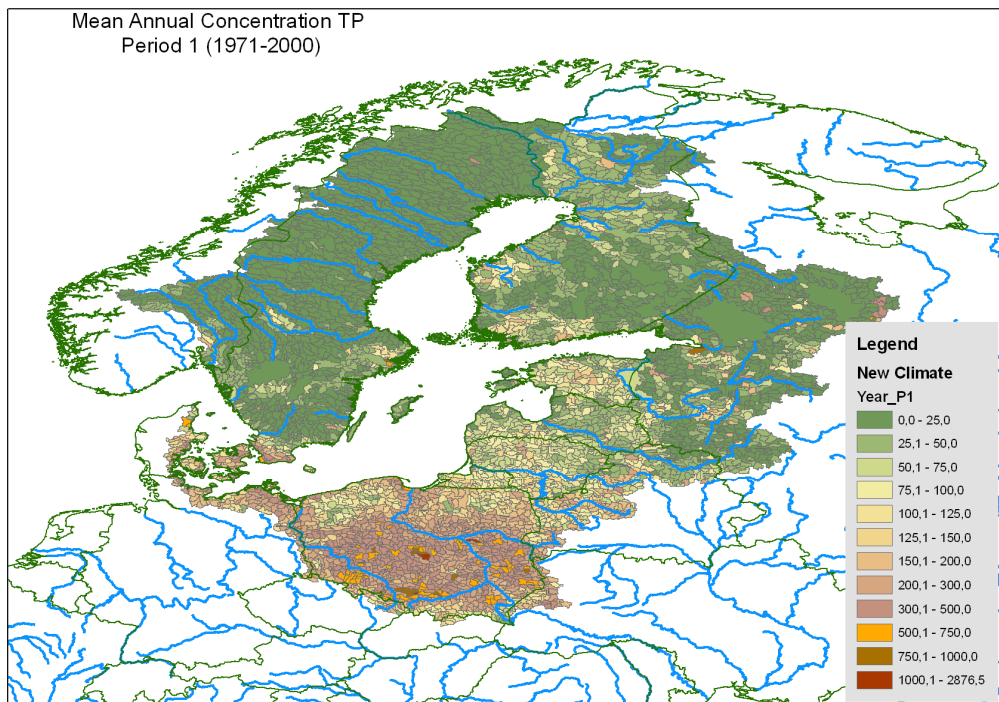 Mean Annual Concentration TP
Period 1 (1971-2000)
Legend
New Climate
Year_P1
0,0 - 25,0
25,1 - 50,0
50,1 - 75,0
75,1 - 100,0
100,1 - 125,0
125,1 - 150,0
150,1 - 200,0
200,1 - 300,0
300,1 - 500,0
500,1 - 750,0
750,1 - 1000,0
1000,1 - 2876,5